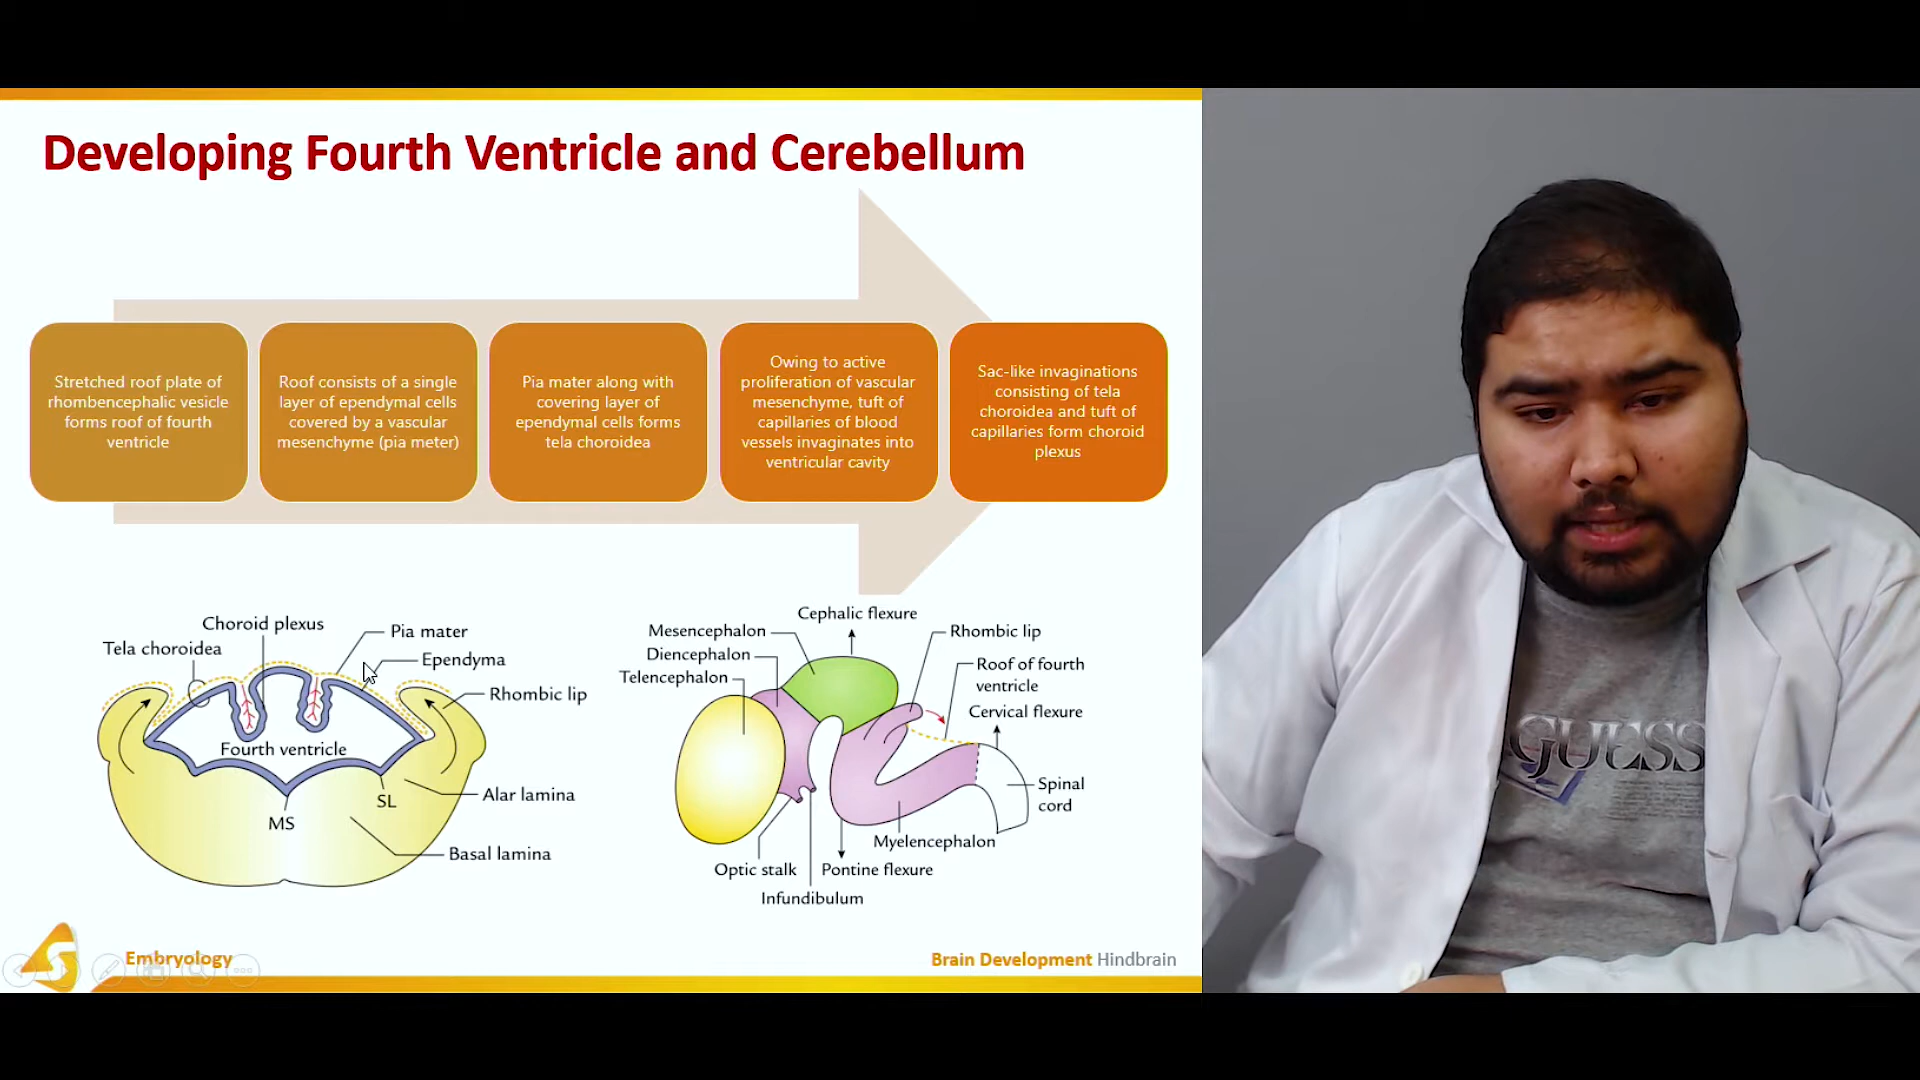 Developing Fourth Ventricle and Cerebellum
Stretched roof plate of
rhombencephalic vesicle
forms roof of fourth
ventricle
Roof consists of a single
layer of ependymal cells
covered by a vascular
mesenchyme (pia meter)
Pia mater along with
covering layer of
ependymal cells forms
tela choroidea
Owing to active
proliferation of vascular
mesenchyme, tuft of
capillaries of blood
vessels invaginates into
ventricular cavity
Sac-like invaginations
consisting of tela
choroidea and tuft of
capillaries form choroid
plexus
Choroid plexus
Tela choroidea
Pia mater
Ependyma
Rhombic lip
Fourth ventricle
Alar lamina
SL
MS
Basal lamina
Cephalic flexure
Mesencephalon
Diencephalon
Telencephalon
Rhombic lip
Roof of fourth
ventricle
Cervical flexure
Spinal
cord
Myelencephalon
Optic stalk
Pontine flexure
Infundibulum
S
Embryology
Brain Development Hindbrain
GUESS